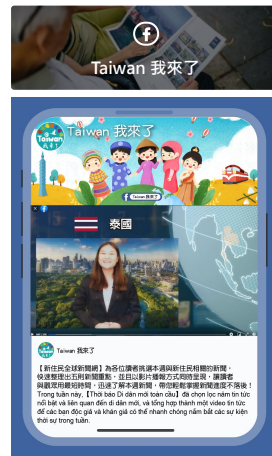 Taiwan 我來了
Taiwan 我來了
Taiwan 我來了
Taiwan 我來了
泰國
Taiwan 我來了
【新住民全球新聞網】為各位讀者挑選本週與新住民相關的新聞，
快速整理出五則新聞重點，並且以影片播報方式同時呈現，讓讀者
與觀眾用最短時間，迅速了解本週新聞，帶您輕鬆掌握新聞進度不落後！
Trong tuần này, 【Thời báo Di dân mới toàn cầu】 đã chọn lọc năm tin tức
nổi bật và liên quan đến di dân mới, và tổng hợp thành một video tin tức
để các bạn độc giả và khán giả có thể nhanh chóng nắm bắt các sự kiện
thời sự trong tuần.